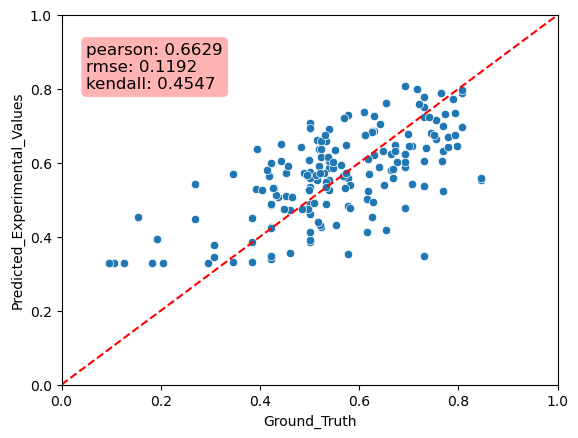 pearson: 0.6629
rmse: 0.1192
kendall: 0.4547
Predicted_Experimental_Values
1.0
0.8
0.6
0.4
0.2
0.0
0.0 0.2 0.4 0.6 0.8 1.0
Ground_Truth